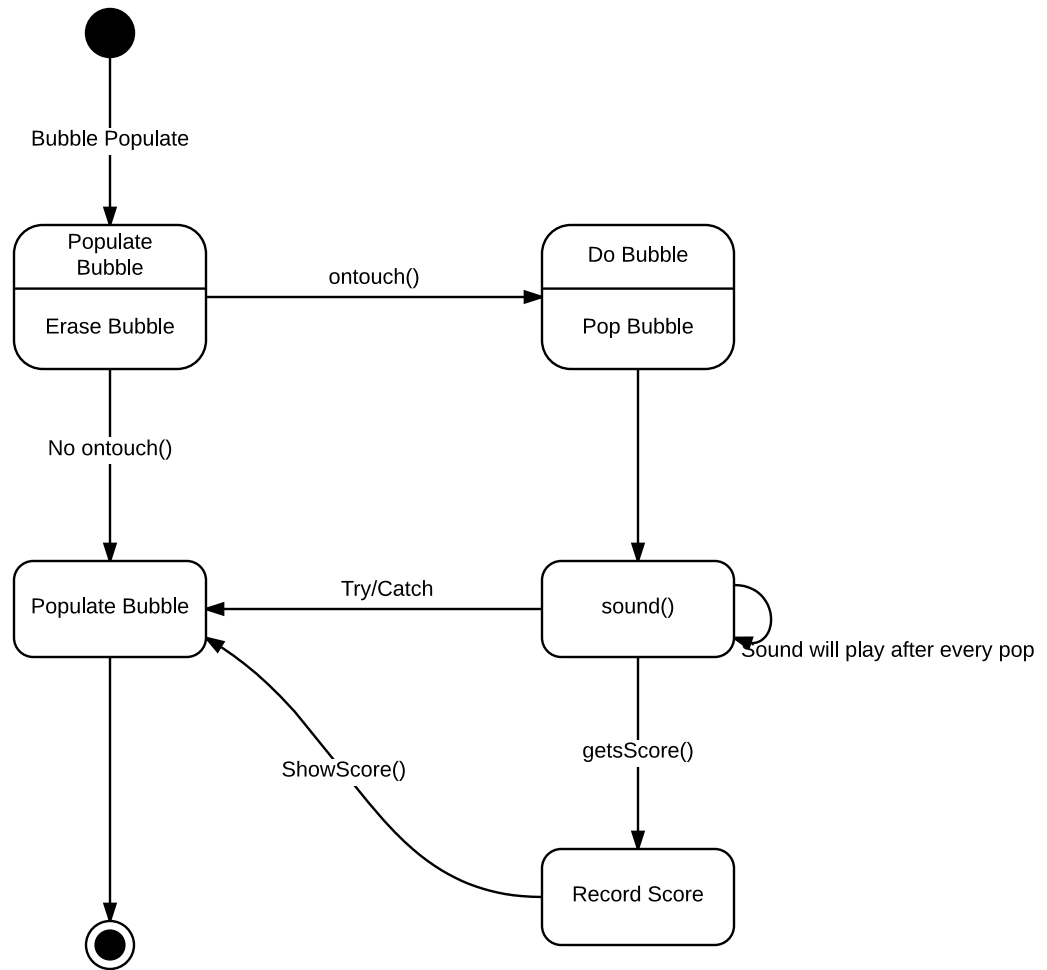 Bubble Populate
Populate
Bubble
Erase Bubble
ontouch()
Do Bubble
Pop Bubble
No ontouch()
Populate Bubble
Try/Catch
sound()
Sound will play after every pop
getsScore()
ShowScore()
Record Score